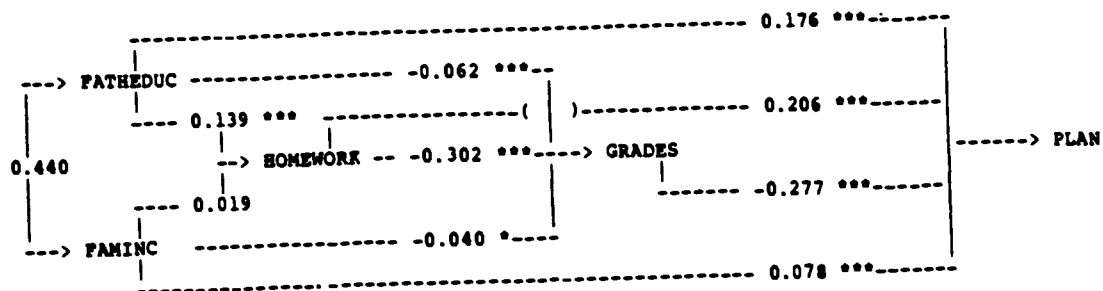 0.176 ***
---> FATHEDUC -0.062 ***
0.139 *** ( ) 0.206 ***
0.440 --> HOMEWORK -- -0.302 ***----> GRADES ------> PLAN
-0.277 ***
0.019
---> FAMINC -0.040 *
0.078 ***